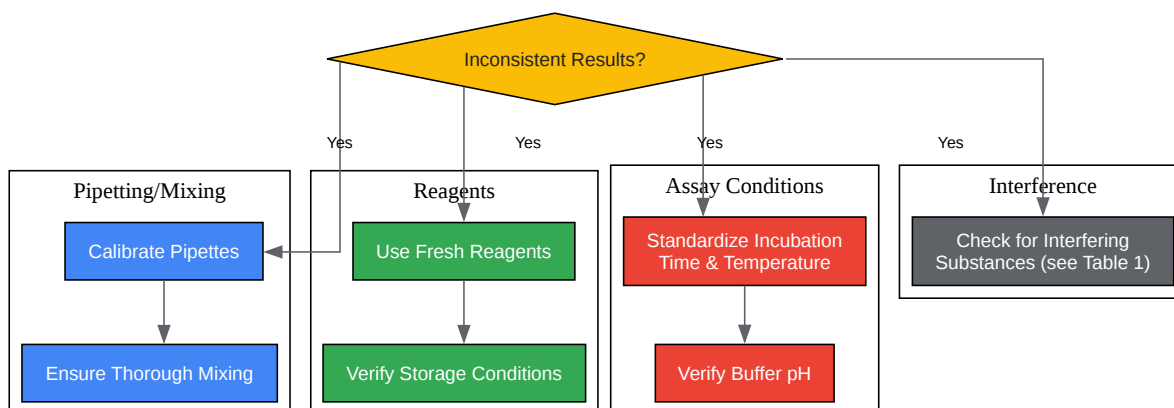 Inconsistent Results?
Yes
Yes
Yes
Yes
Pipetting/Mixing
Reagents
Assay Conditions
Interference
Calibrate Pipettes
Use Fresh Reagents
Standardize Incubation
Time & Temperature
Check for Interfering
Substances (see Table 1)
Ensure Thorough Mixing
Verify Storage Conditions
Verify Buffer pH